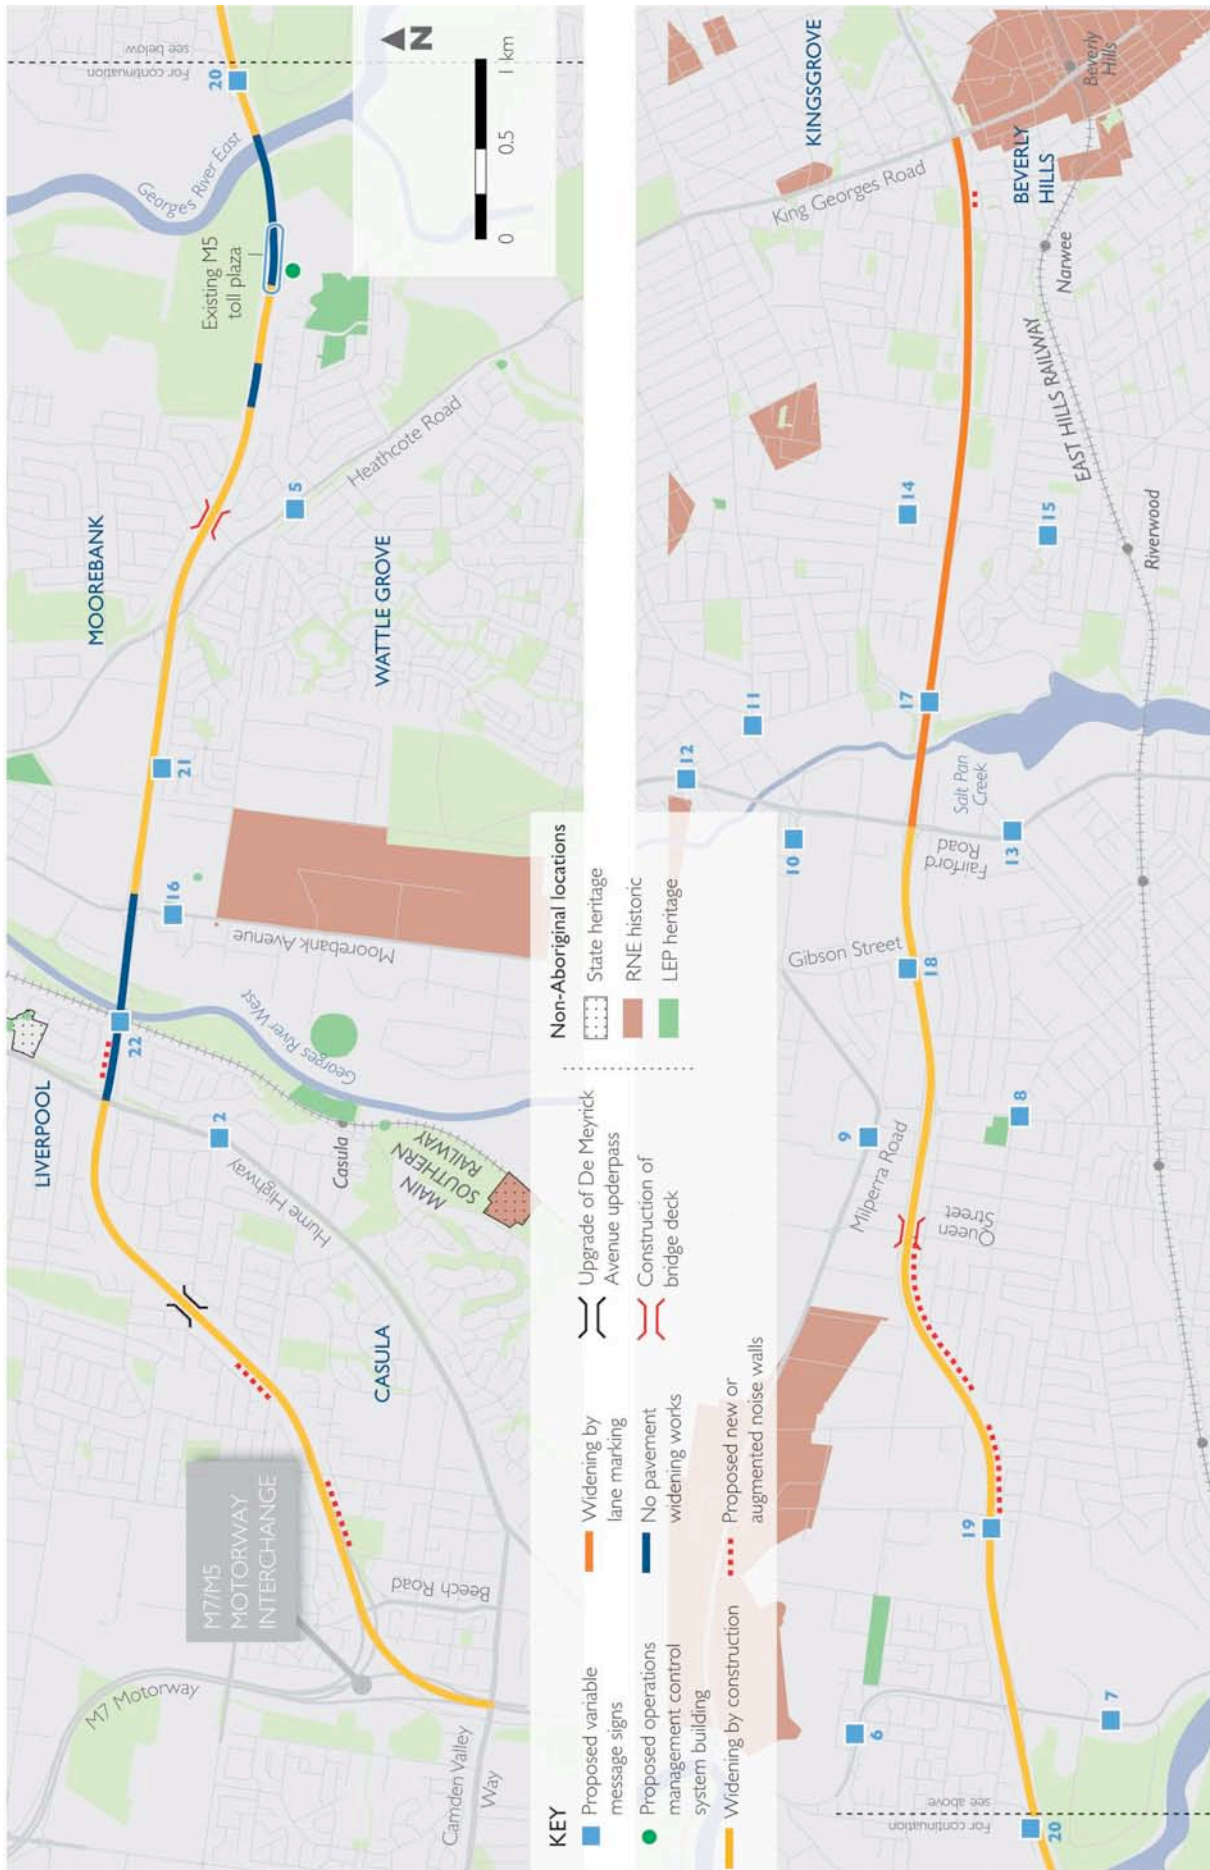 M7/M5
MOTORWAY
INTERCHANGE
M7 Motorway
Camden Valley
Way
Beech Road
CASULA
Hume Highway
LIVERPOOL
2
Casula
MAIN
SOUTHERN
RAILWAY
22
Georges River West
16
Moorebank Avenue
21
MOOREBANK
WATTLE GROVE
5
Heathcote Road
Existing M5
toll plaza
Georges River East
20
For continuation
see below
N
0
0.5
1 km
KEY
Proposed variable
message signs
Proposed operations
management control
system building
Widening by construction
Widening by
lane marking
No pavement
widening works
Proposed new or
augmented noise walls
Upgrade of De Meyrick
Avenue upderpass
Construction of
bridge deck
Non-Aboriginal locations
State heritage
RNE historic
LEP heritage
For continuation
see above
20
6
7
19
Milperra Road
9
Queen
Street
8
Gibson Street
18
10
12
11
Fairford
Road
13
Salt Pan
Creek
17
14
15
Riverwood
EAST HILLS RAILWAY
Narwee
King Georges Road
KINGSGROVE
BEVERLY
HILLS
Beverly
Hills